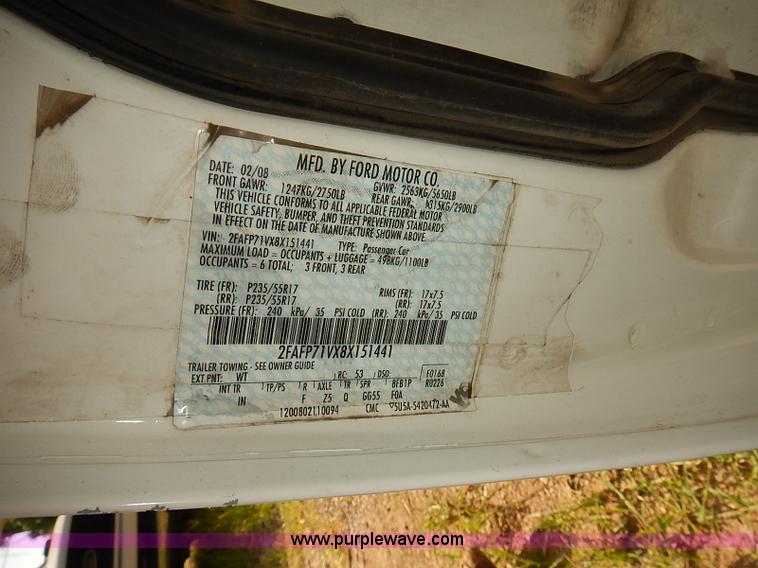 MFD. BY FORD MOTOR CO.
DATE: 02/08 GVWR: 2563KG/5650LB
FRONT GAWR: 1247KG/2750LB REAR GAWR: 1315KG/2900LB
THIS VEHICLE CONFORMS TO ALL APPLICABLE FEDERAL MOTOR
VEHICLE SAFETY, BUMPER, AND THEFT PREVENTION STANDARDS
IN EFFECT ON THE DATE OF MANUFACTURE SHOWN ABOVE.
VIN: 2FAFP71VX8X151441 TYPE: Passenger Car
MAXIMUM LOAD = OCCUPANTS + LUGGAGE = 498KG/1100LB
OCCUPANTS = 6 TOTAL; 3 FRONT, 3 REAR
TIRE (FR): P235/55R17 RIMS (FR): 17x7.5
(RR): P235/55R17 (RR): 17x7.5
PRESSURE (FR): 240 kPa/ 35 PSI COLD (RR): 240 kPa/ 35 PSI COLD
2FAFP71VX8X151441
TRAILER TOWING - SEE OWNER GUIDE
EXT PNT: WT RC: 53 DSO: F0168
INT TR TP/PS R AXLE TR SPR BFB1P R0226
IN F Z5 Q GGSS FOA
12008021 10094 CMC 5U5A-5420472-AA
www.purplewave.com